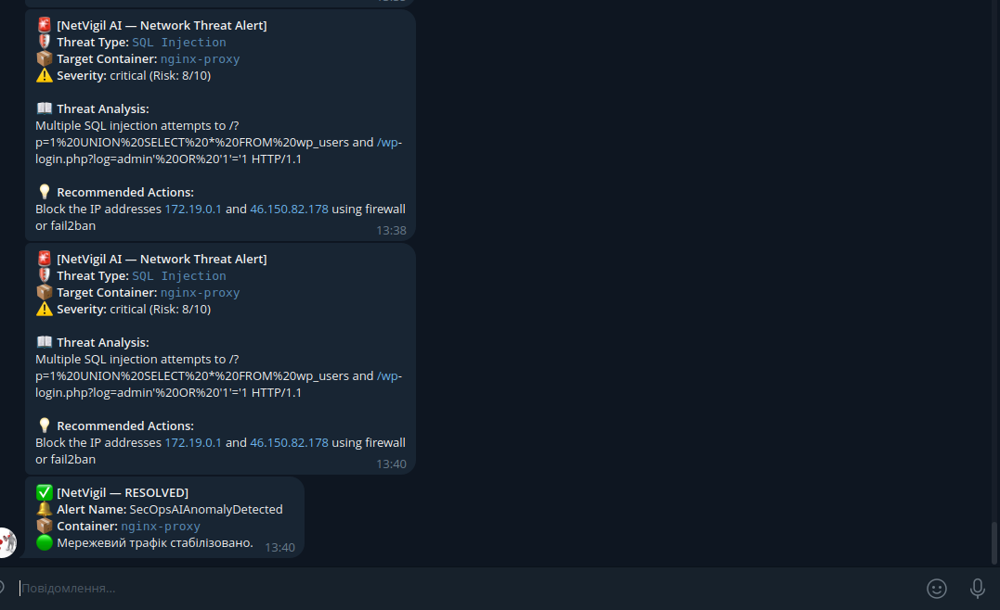 [NetVigil AI — Network Threat Alert]
Threat Type: SQL Injection
Target Container: nginx-proxy
Severity: critical (Risk: 8/10)
Threat Analysis:
Multiple SQL injection attempts to /?
p=1%20UNION%20SELECT%20*%20FROM%20wp_users and /wp-
login.php?log=admin'%20OR%20'1'='1 HTTP/1.1
Recommended Actions:
Block the IP addresses 172.19.0.1 and 46.150.82.178 using firewall
or fail2ban
13:38
[NetVigil AI — Network Threat Alert]
Threat Type: SQL Injection
Target Container: nginx-proxy
Severity: critical (Risk: 8/10)
Threat Analysis:
Multiple SQL injection attempts to /?
p=1%20UNION%20SELECT%20*%20FROM%20wp_users and /wp-
login.php?log=admin'%20OR%20'1'='1 HTTP/1.1
Recommended Actions:
Block the IP addresses 172.19.0.1 and 46.150.82.178 using firewall
or fail2ban
13:40
[NetVigil — RESOLVED]
Alert Name: SecOpsAIAnomalyDetected
Container: nginx-proxy
Мережевий трафік стабілізовано.
13:40
Повідомлення...